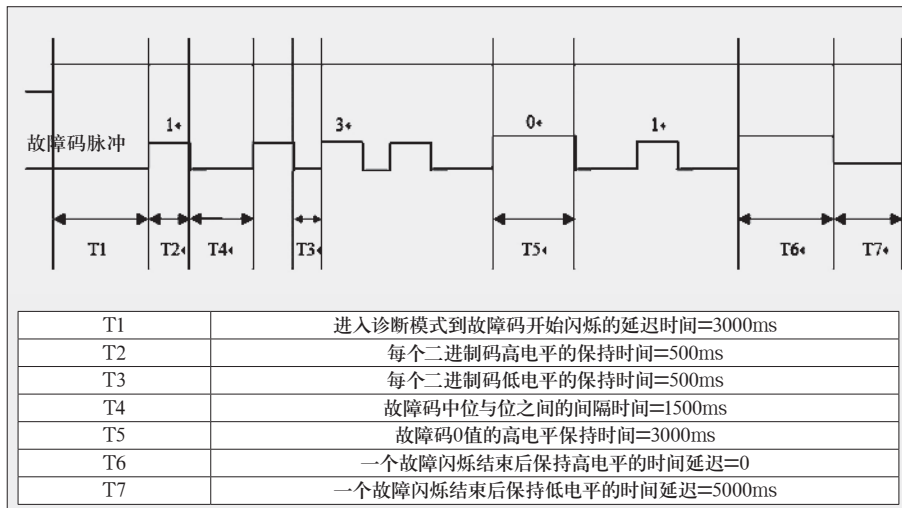 1 3 0 1
故障码脉冲
T1 T2 T4 T3 T5 T6 T7
T1 进入诊断模式到故障码开始闪烁的延迟时间=3000ms
T2 每个二进制码高电平的保持时间=500ms
T3 每个二进制码低电平的保持时间=500ms
T4 故障码中位与位之间的间隔时间=1500ms
T5 故障码0值的高电平保持时间=3000ms
T6 一个故障闪烁结束后保持高电平的时间延迟=0
T7 一个故障闪烁结束后保持低电平的时间延迟=5000ms